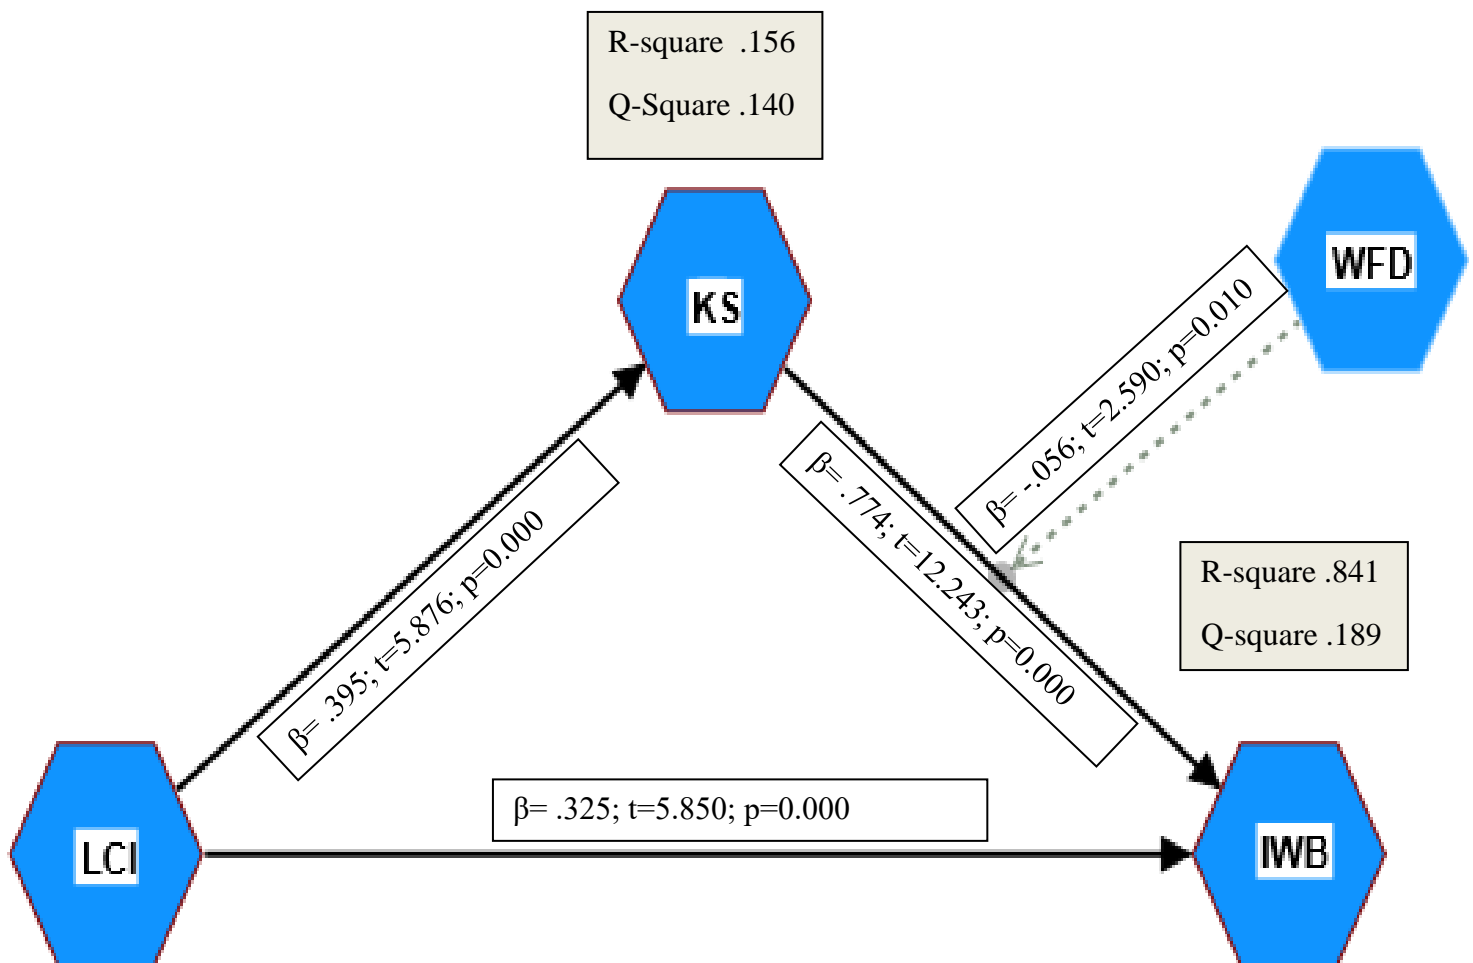 R-square .156
Q-Square .140
KS
WFD
β= -.056; t=2.590; p=0.010
β= .395; t=5.876; p=0.000
β= .774; t=12.243; p=0.000
R-square .841
Q-square .189
β= .325; t=5.850; p=0.000
LCI
IWB